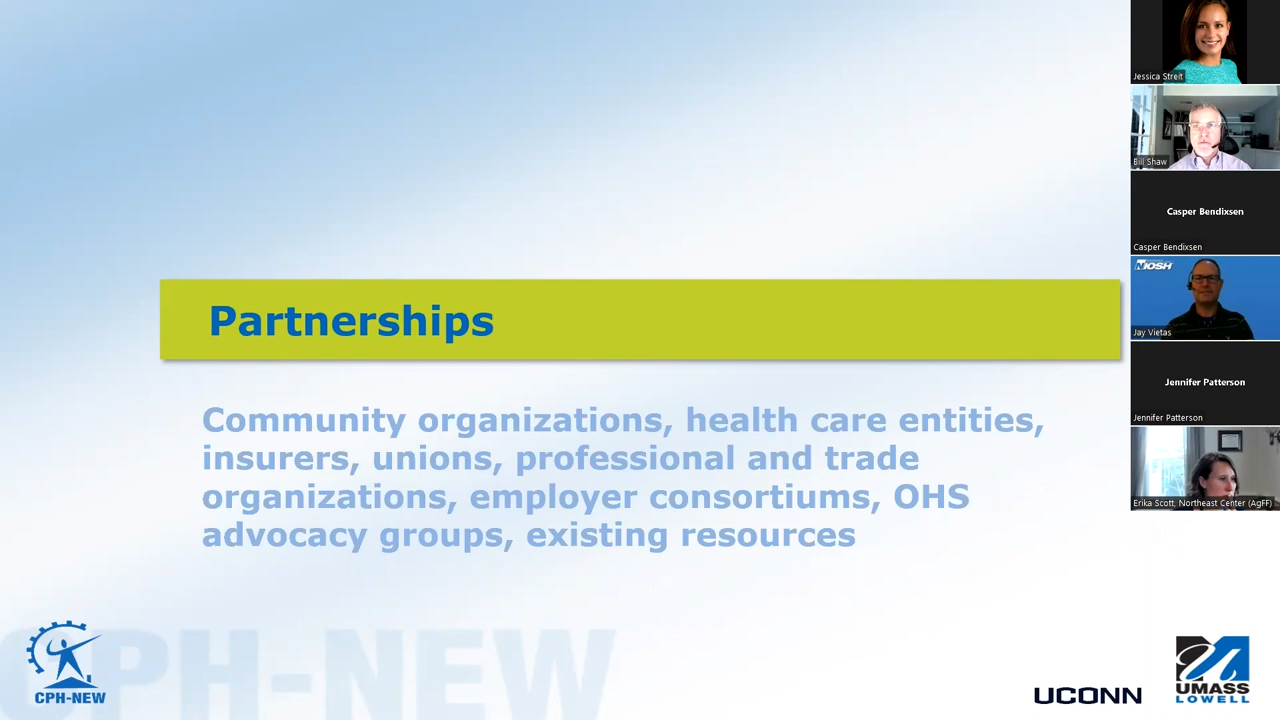 Partnerships
Community organizations, health care entities,
insurers, unions, professional and trade
organizations, employer consortiums, OHS
advocacy groups, existing resources
CPH-NEW
CPH-NEW
UCONN
UMASS
LOWELL
Jessica Streit
Bill Shaw
Casper Bendixsen
Casper Bendixsen
NIOSH
Jay Vietas
Jennifer Patterson
Jennifer Patterson
Erika Scott, Northeast Center (AgFF)